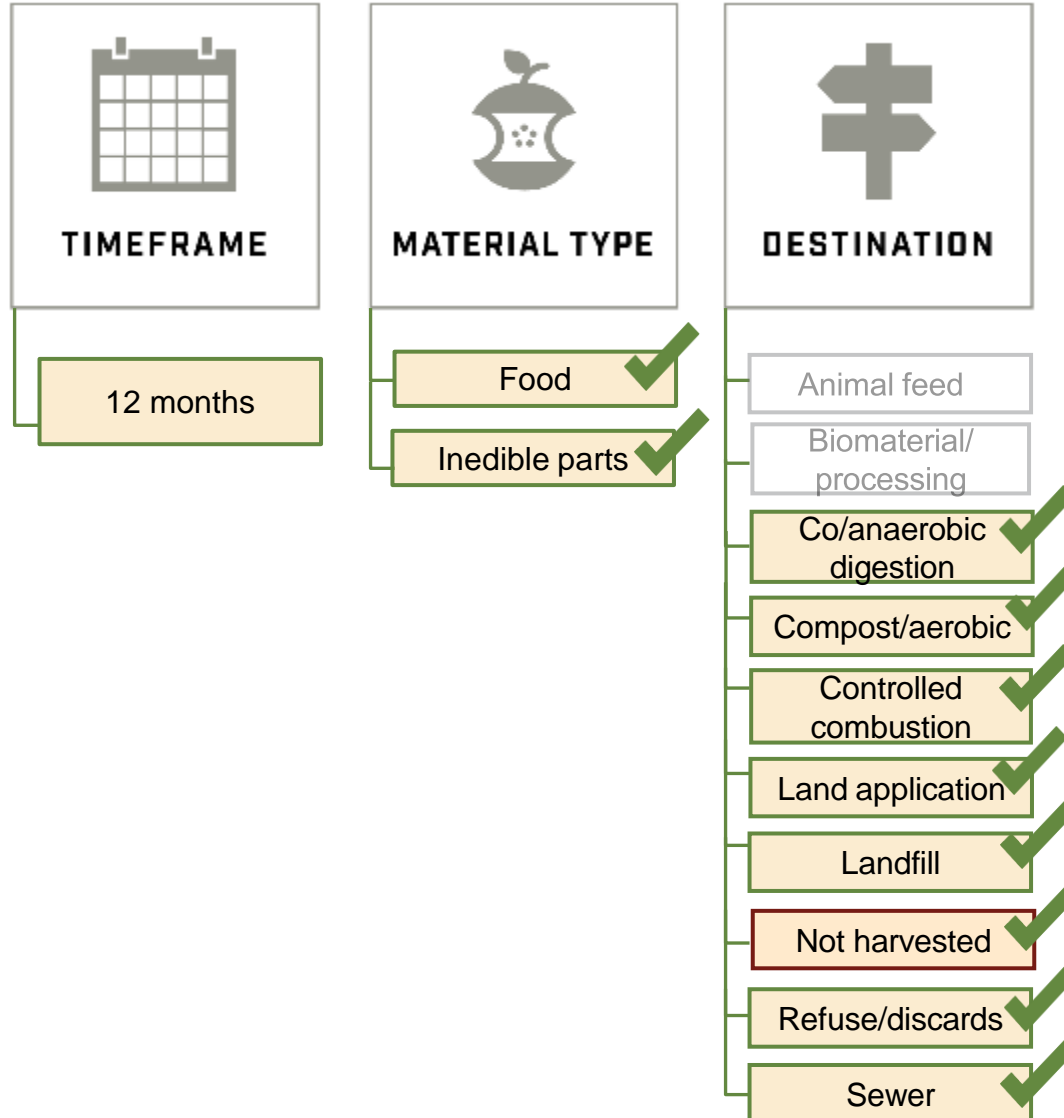 TIMEFRAME
12 months
MATERIAL TYPE
Food
Inedible parts
DESTINATION
Animal feed
Biomaterial/
processing
Co/anaerobic
digestion
Compost/aerobic
Controlled
combustion
Land application
Landfill
Not harvested
Refuse/discards
Sewer